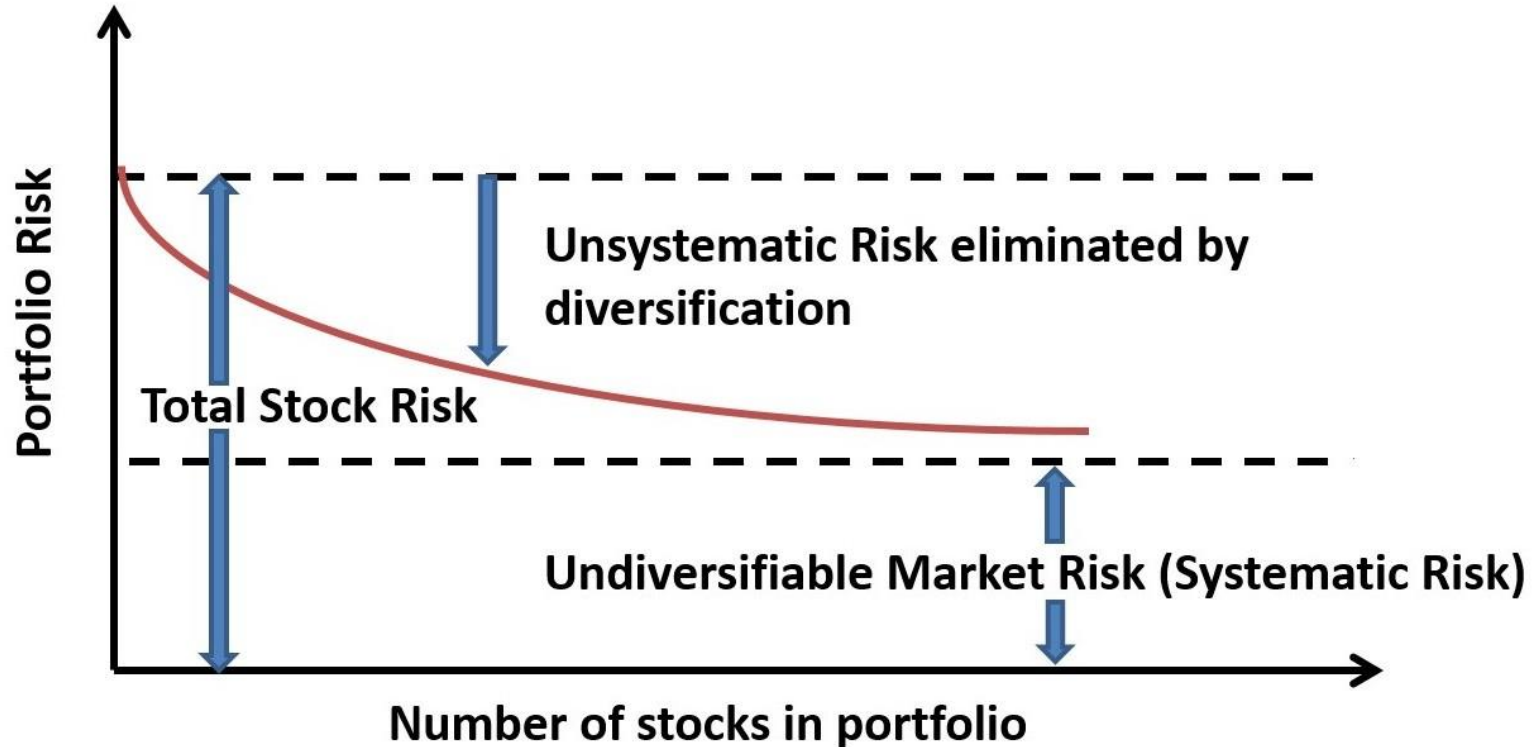 Portfolio Risk
Unsystematic Risk eliminated by
diversification
Total Stock Risk
Undiversifiable Market Risk (Systematic Risk)
Number of stocks in portfolio